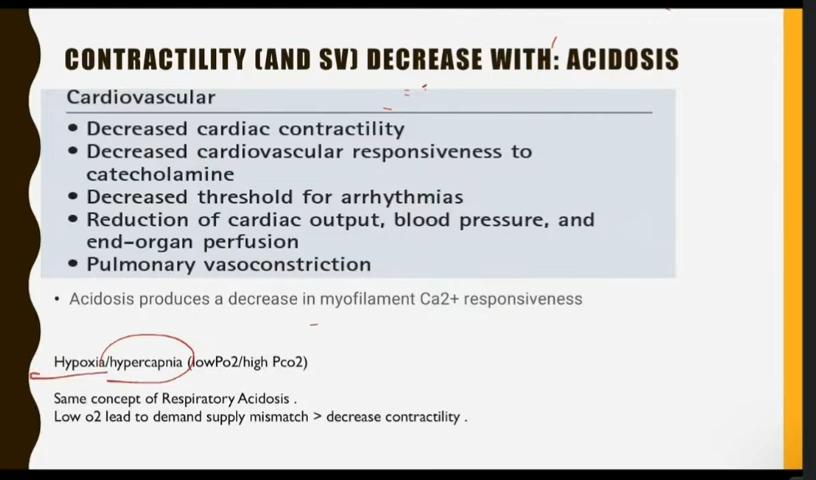 CONTRACTILITY (AND SV) DECREASE WITH: ACIDOSIS
Cardiovascular
• Decreased cardiac contractility
• Decreased cardiovascular responsiveness to
catecholamine
• Decreased threshold for arrhythmias
• Reduction of cardiac output, blood pressure, and
end-organ perfusion
• Pulmonary vasoconstriction
• Acidosis produces a decrease in myofilament Ca2+ responsiveness
Hypoxia/hypercapnia (lowPo2/high Pco2)
Same concept of Respiratory Acidosis .
Low o2 lead to demand supply mismatch > decrease contractility .